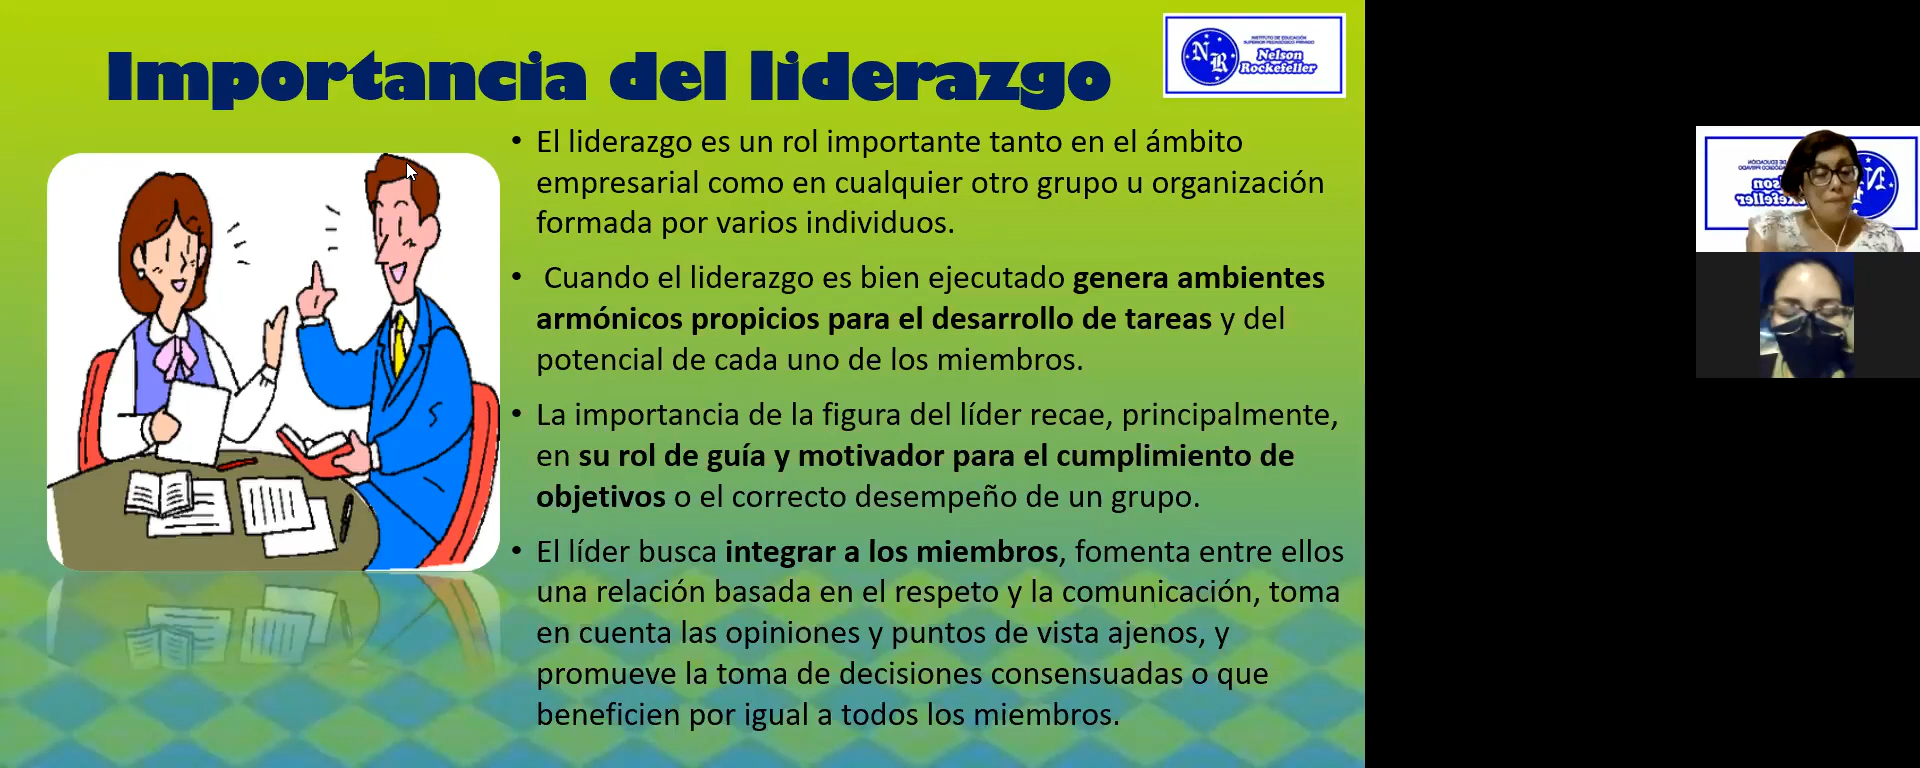 Importancia del liderazgo
INSTITUTO DE EDUCACIÓN
SUPERIOR PEDAGÓGICO PRIVADO
NR
Nelson
Rockefeller
• El liderazgo es un rol importante tanto en el ámbito
empresarial como en cualquier otro grupo u organización
formada por varios individuos.
• Cuando el liderazgo es bien ejecutado genera ambientes
armónicos propicios para el desarrollo de tareas y del
potencial de cada uno de los miembros.
• La importancia de la figura del líder recae, principalmente,
en su rol de guía y motivador para el cumplimiento de
objetivos o el correcto desempeño de un grupo.
• El líder busca integrar a los miembros, fomenta entre ellos
una relación basada en el respeto y la comunicación, toma
en cuenta las opiniones y puntos de vista ajenos, y
promueve la toma de decisiones consensuadas o que
beneficien por igual a todos los miembros.